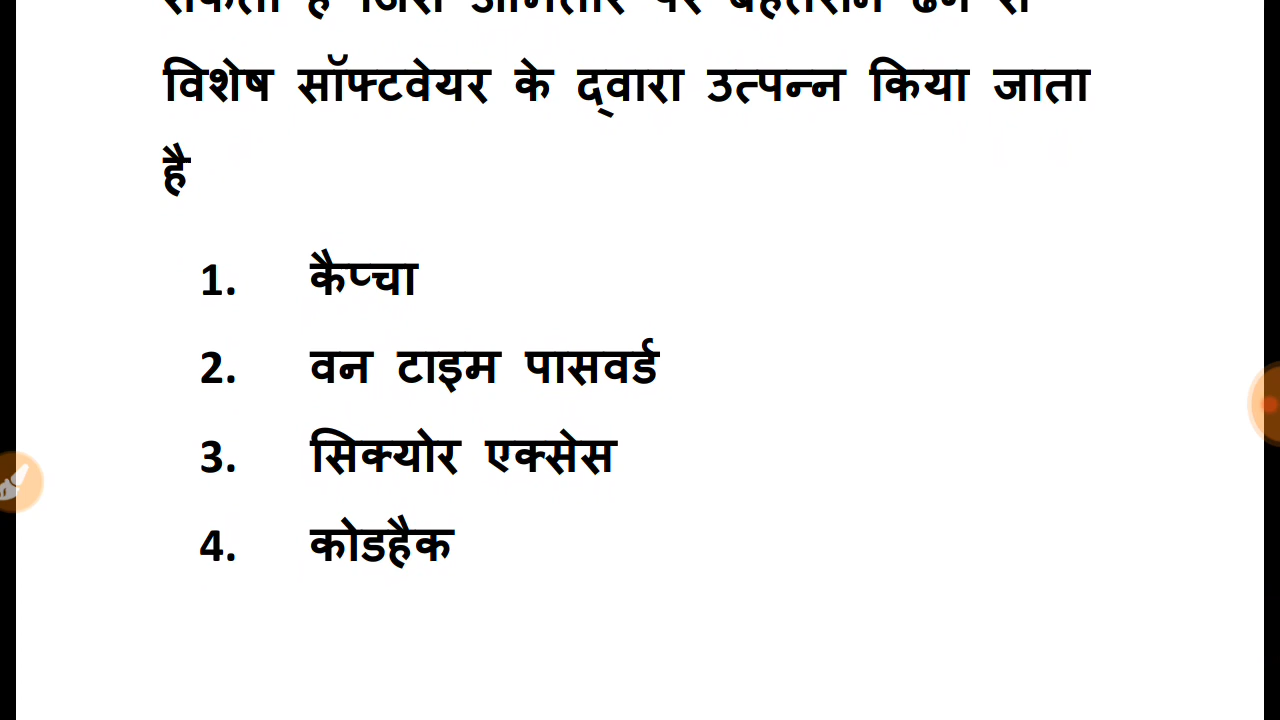 विशेष सॉफ्टवेयर के द्वारा उत्पन्न किया जाता
है
1. कैप्चा
2. वन टाइम पासवर्ड
3. सिक्योर एक्सेस
4. कोडहैक